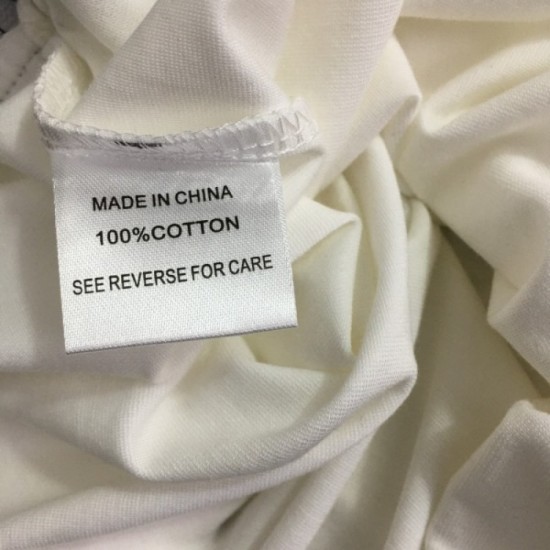 MADE IN CHINA
100%COTTON
SEE REVERSE FOR CARE